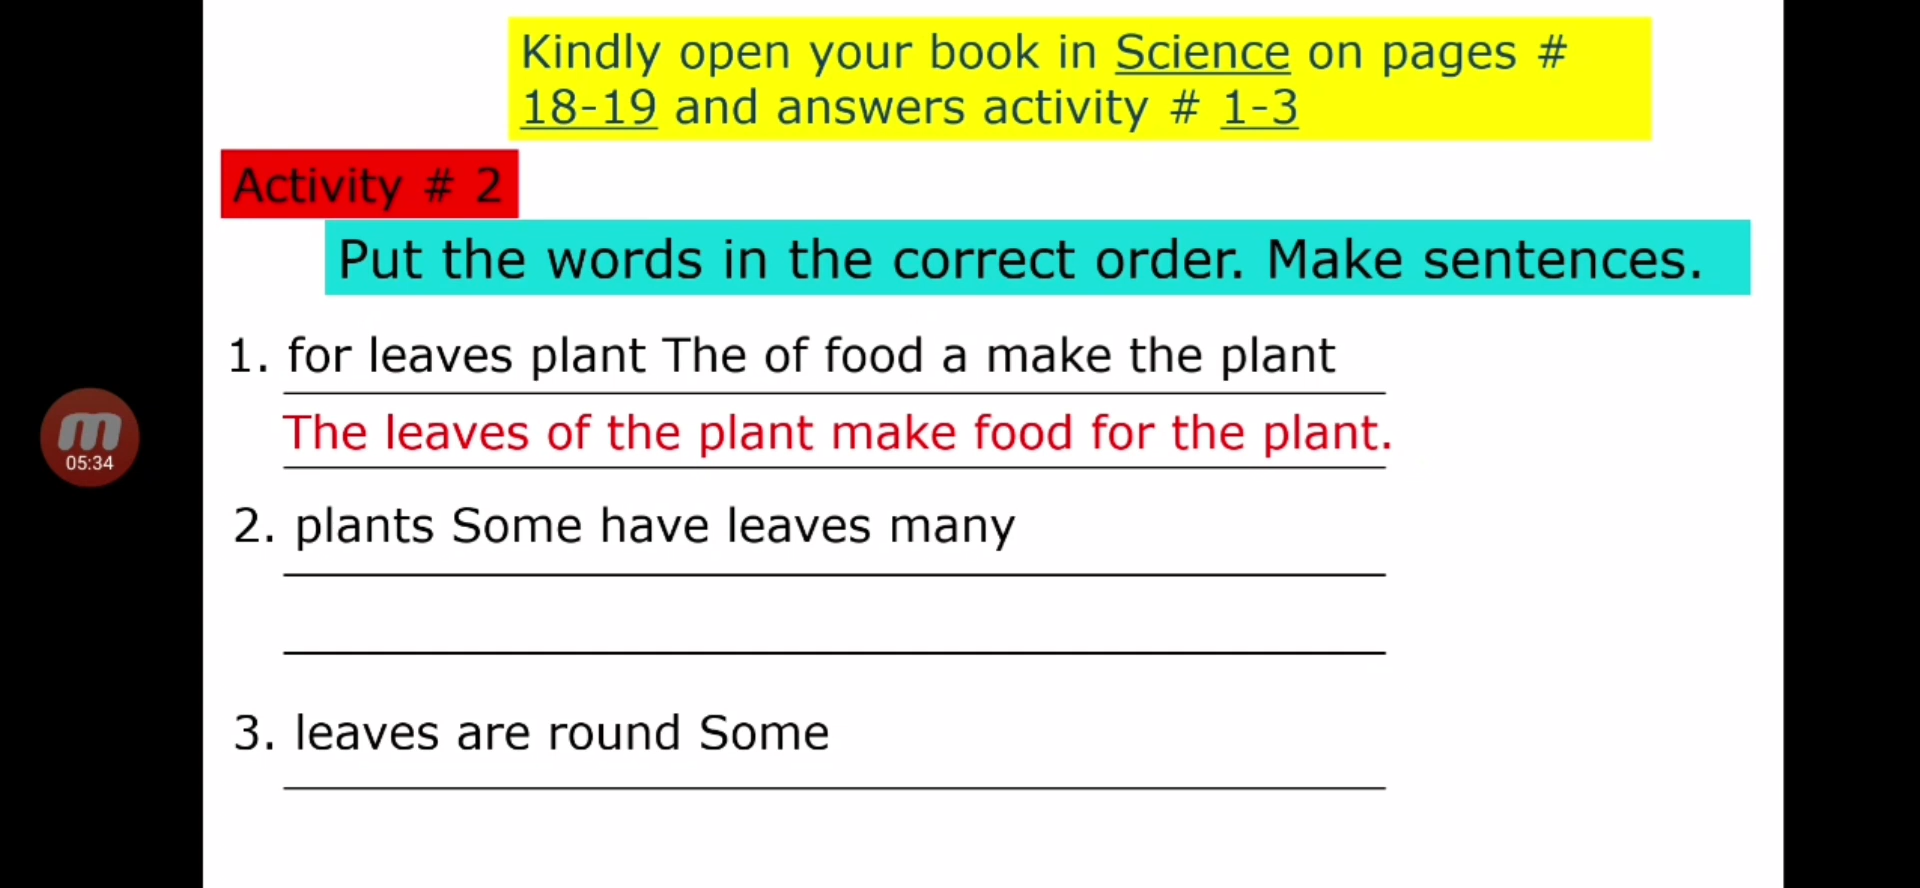 Kindly open your book in Science on pages #
18-19 and answers activity # 1-3
Activity # 2
Put the words in the correct order. Make sentences.
1. for leaves plant The of food a make the plant
The leaves of the plant make food for the plant.
2. plants Some have leaves many
3. leaves are round Some
m
05:34